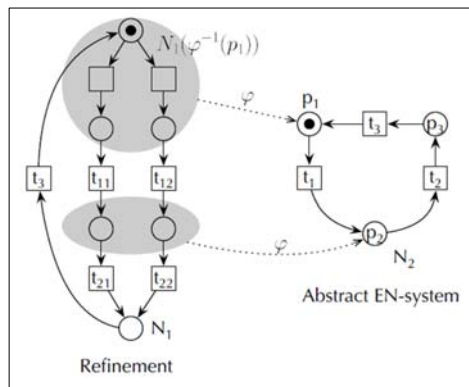 N₁(φ⁻¹(p₁))
φ
p₁
t₃
p₃
t₃
t₁₁
t₁₂
t₁
t₂
p₂
φ
N₂
t₂₁
t₂₂
N₁
Abstract EN-system
Refinement